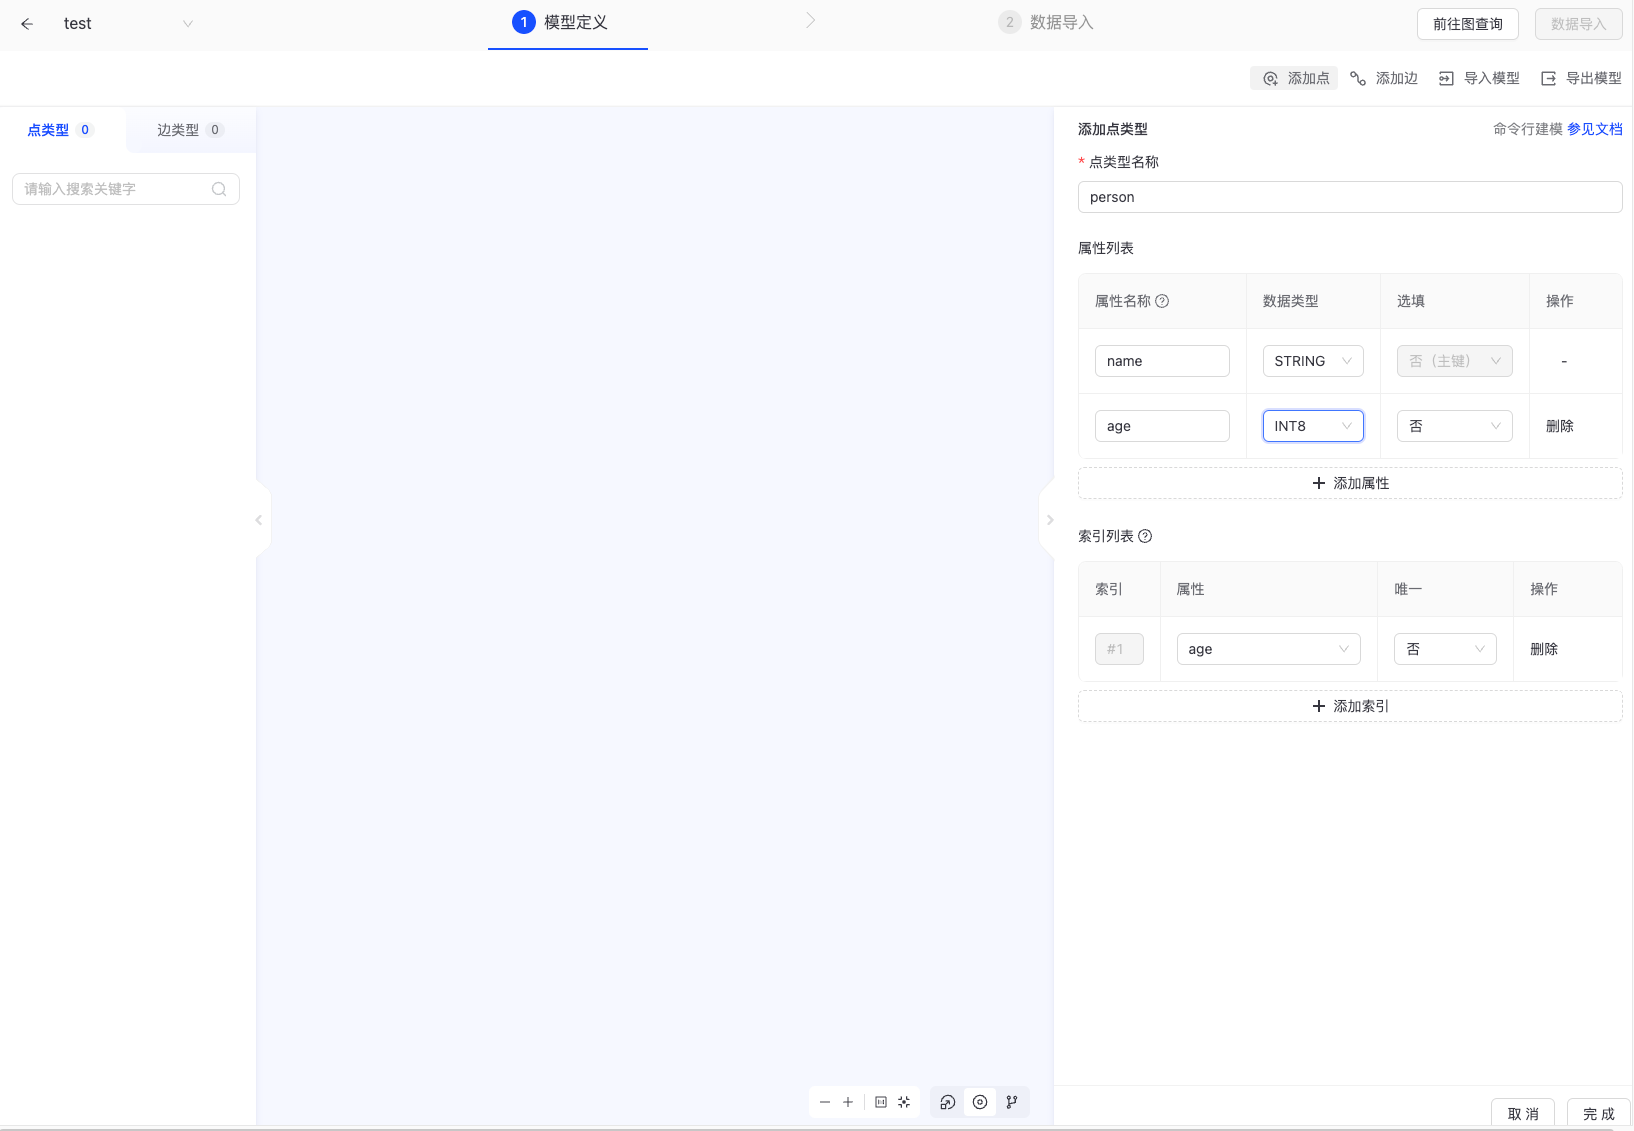 test
1 模型定义
2 数据导入
前往图查询
数据导入
添加点
添加边
导入模型
导出模型
点类型 0
边类型 0
请输入搜索关键字
添加点类型
命令行建模 参见文档
* 点类型名称
person
属性列表
属性名称 数据类型 选填 操作
name STRING 否（主键） -
age INT8 否 删除
+ 添加属性
索引列表
索引 属性 唯一 操作
#1 age 否 删除
+ 添加索引
取 消
完 成